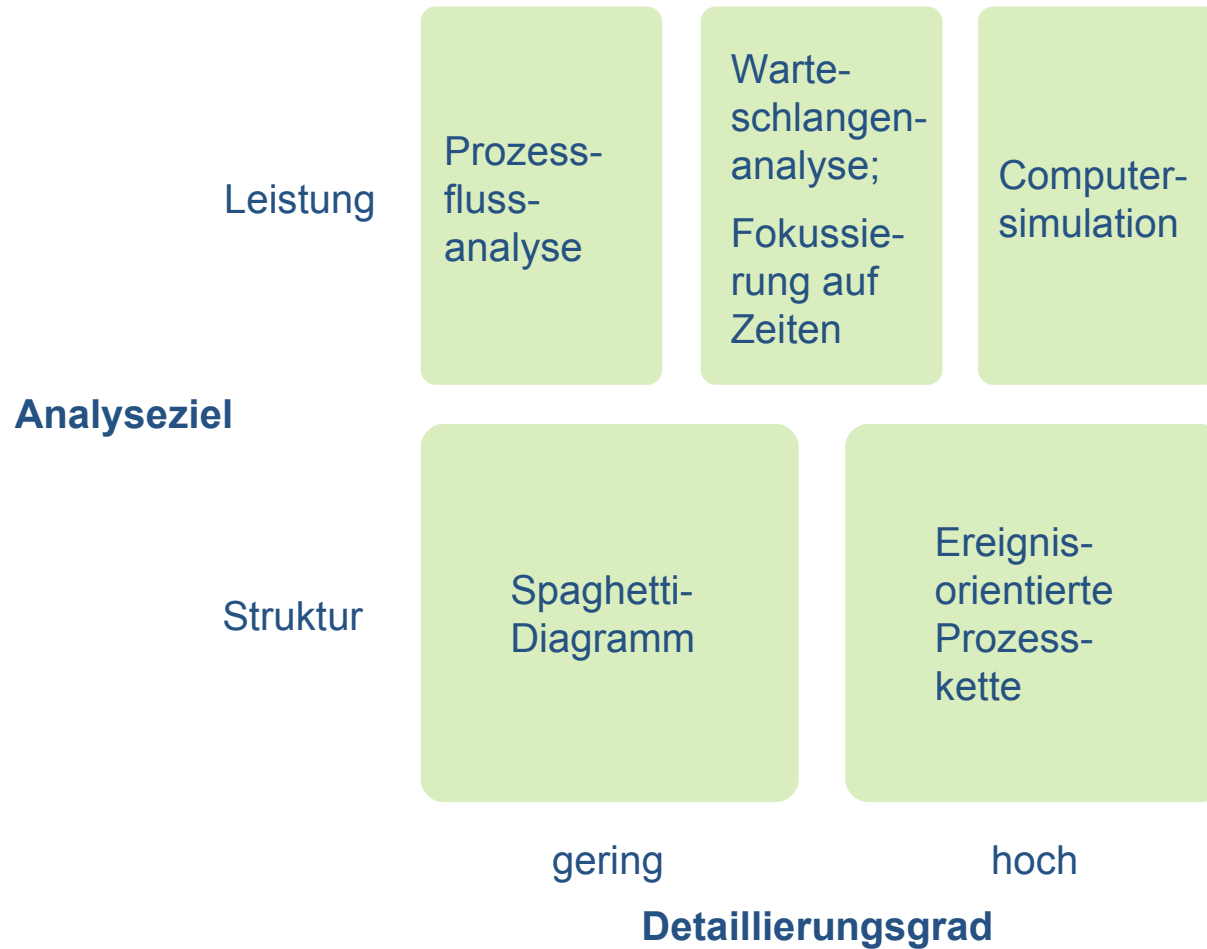 Leistung
Prozess-
fluss-
analyse
Warte-
schlangen-
analyse;
Fokussie-
rung auf
Zeiten
Computer-
simulation
Analyseziel
Struktur
Spaghetti-
Diagramm
Ereignis-
orientierte
Prozess-
kette
gering
hoch
Detaillierungsgrad